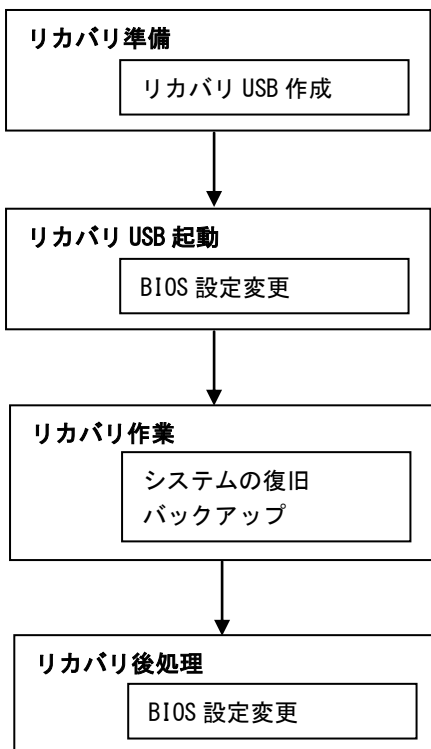 リカバリ準備
リカバリ USB 作成
リカバリ USB 起動
BIOS 設定変更
リカバリ作業
システムの復旧
バックアップ
リカバリ後処理
BIOS 設定変更